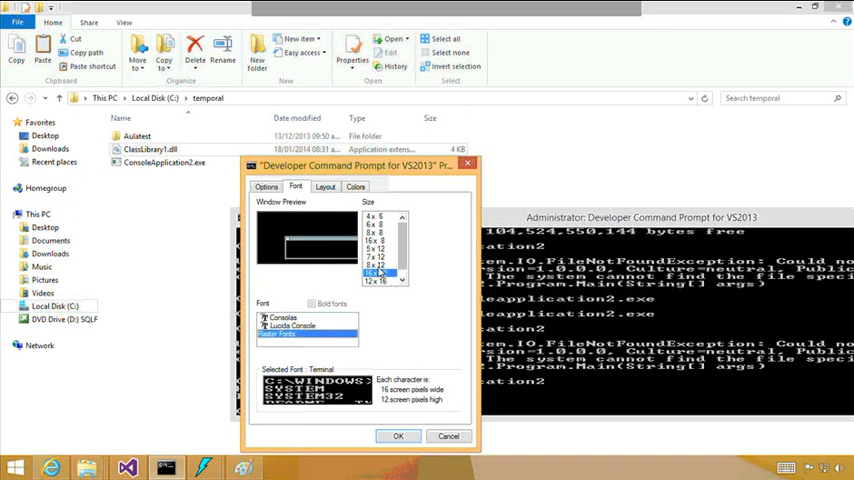 File
Home
Share
View
Cut
Copy path
Paste shortcut
Copy
Paste
Move to
Copy to
Delete
Rename
New folder
New item
Easy access
Properties
Open
Edit
History
Select all
Select none
Invert selection
Clipboard
Organize
New
Open
Select
This PC
Local Disk (C:)
temporal
Search temporal
Name
Date modified
Type
Size
Favorites
Desktop
Downloads
Recent places
Homegroup
This PC
Desktop
Documents
Downloads
Music
Pictures
Videos
Local Disk (C:)
DVD Drive (D:) SQLF
Network
Aulatest 13/12/2013 09:50 a... File folder
ClassLibrary1.dll 18/01/2014 08:31 a... Application extens... 4 KB
ConsoleApplication2.exe
"Developer Command Prompt for VS2013" Pr...
Options
Font
Layout
Colors
Window Preview
Size
4 x 6
6 x 8
8 x 8
16 x 8
5 x 12
7 x 12
8 x 12
16 x
12 x 16
Font
Bold fonts
Consolas
Lucida Console
Raster Fonts
Selected Font : Terminal
C:\WINDOWS>
SYSTEM
SYSTEM32
Each character is:
16 screen pixels wide
12 screen pixels high
OK
Cancel
Administrator: Developer Command Prompt for VS2013
104,524,550,144 bytes free
cation2
em.IO.FileNotFoundException: Could no
rsion=1.0.0.0, Culture=neutral, Public
The system cannot find the file speci
Program.Main(String[] args)
leapplication2.exe
leapplication2.exe
em.IO.FileNotFoundException: Could no
rsion=1.0.0.0, Culture=neutral, Public
The system cannot find the file speci
Program.Main(String[] args)
cation2